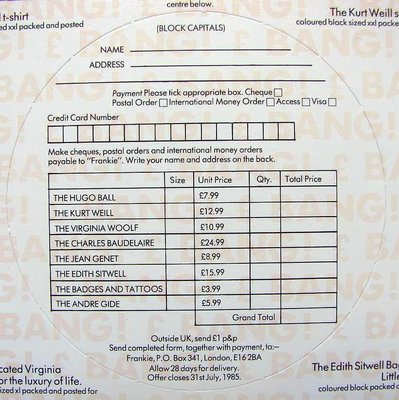 centre below.
t-shirt
ed xxl packed and posted
The Kurt Weill s
coloured black sized xxl packed
(BLOCK CAPITALS)
NAME
ADDRESS
Payment Please tick appropriate box. Cheque
Postal Order International Money Order Access Visa
Credit Card Number
Make cheques, postal orders and international money orders
payable to "Frankie". Write your name and address on the back.
Size Unit Price Qty. Total Price
THE HUGO BALL £7.99
THE KURT WEILL £12.99
THE VIRGINIA WOOLF £10.99
THE CHARLES BAUDELAIRE £24.99
THE JEAN GENET £8.99
THE EDITH SITWELL £15.99
THE BADGES AND TATTOOS £3.99
THE ANDRE GIDE £5.99
Grand Total
Outside UK, send £1 p&p
Send completed form, together with payment, to:—
Frankie, P.O. Box 341, London, E16 2BA
Allow 28 days for delivery.
Offer closes 31st July, 1985.
cated Virginia
or the luxury of life.
ed xl packed and posted for
The Edith Sitwell Bag
Little
coloured black packed a
BANG!